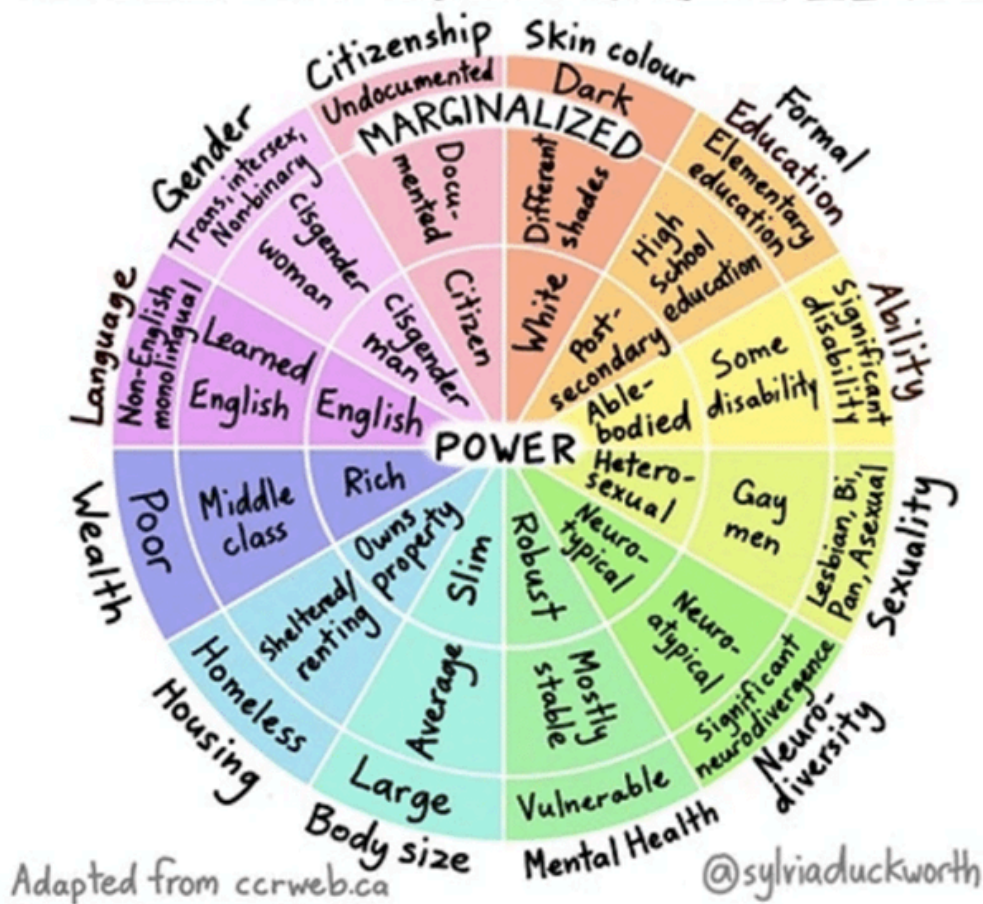 MARGINALIZED
POWER
Citizenship
Undocumented
Docu-
mented
Citizen
Skin colour
Dark
Different
shades
White
Formal
Education
Elementary
education
High
school
education
Post-
secondary
Ability
Significant
disability
Some
disability
Able-
bodied
Sexuality
Lesbian, Bi,
Pan, Asexual
Gay
men
Hetero-
sexual
Neuro-
diversity
Significant
neurodivergence
Neuro-
atypical
Neuro-
typical
Mental Health
Vulnerable
Mostly
stable
Robust
Body size
Large
Average
Slim
Housing
Homeless
Sheltered/
renting
Owns
property
Wealth
Poor
Middle
class
Rich
Language
Non-English
monolingual
Learned
English
English
Gender
Trans, intersex,
Non-binary
Cisgender
woman
Cisgender
man
Adapted from ccrweb.ca
@sylviaduckworth